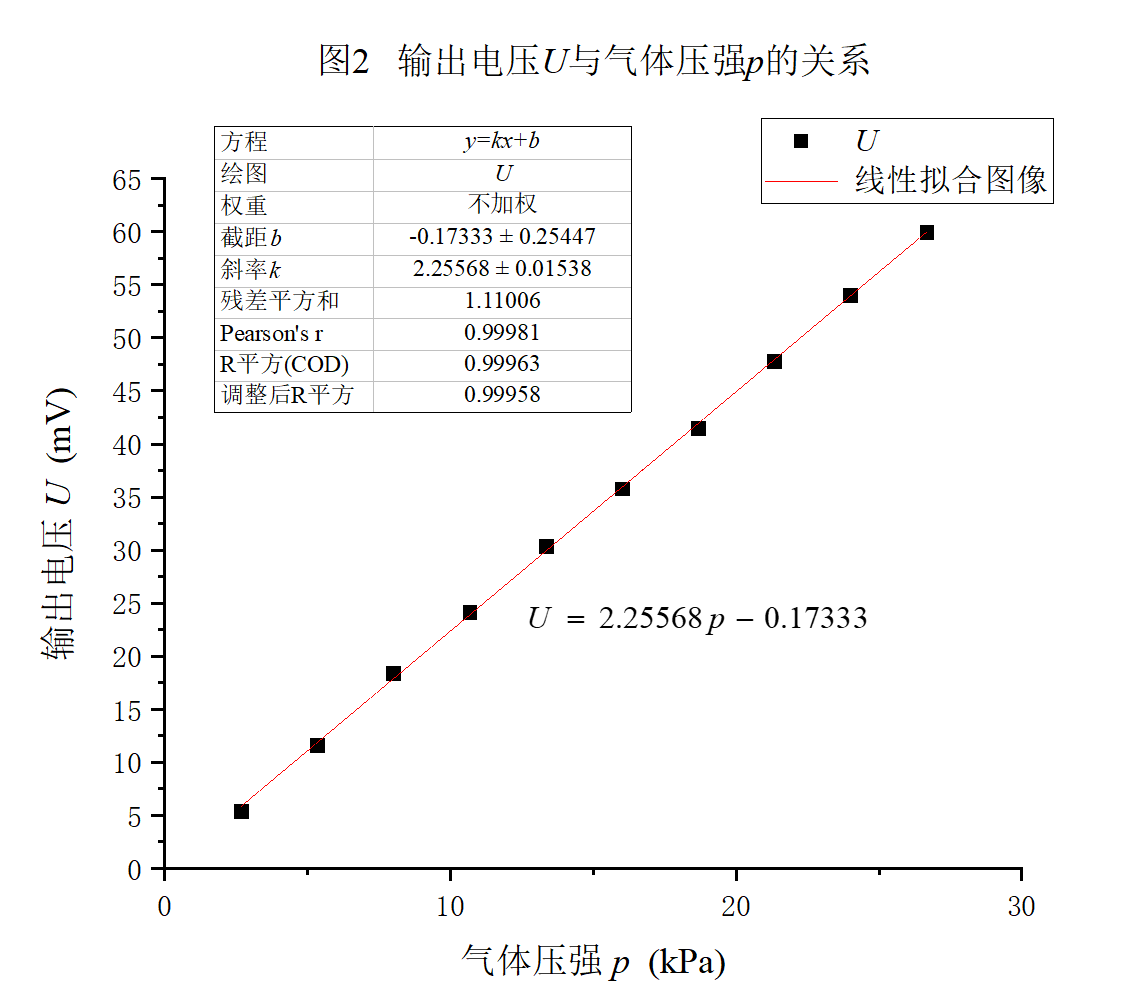 图2 输出电压U与气体压强p的关系
方程 y=kx+b
绘图 U
权重 不加权
截距b -0.17333 ± 0.25447
斜率k 2.25568 ± 0.01538
残差平方和 1.11006
Pearson's r 0.99981
R平方(COD) 0.99963
调整后R平方 0.99958
U
线性拟合图像
65
60
55
50
45
40
35
30
25
20
15
10
5
0
输出电压 U (mV)
U = 2.25568 p − 0.17333
0 10 20 30
气体压强 p (kPa)